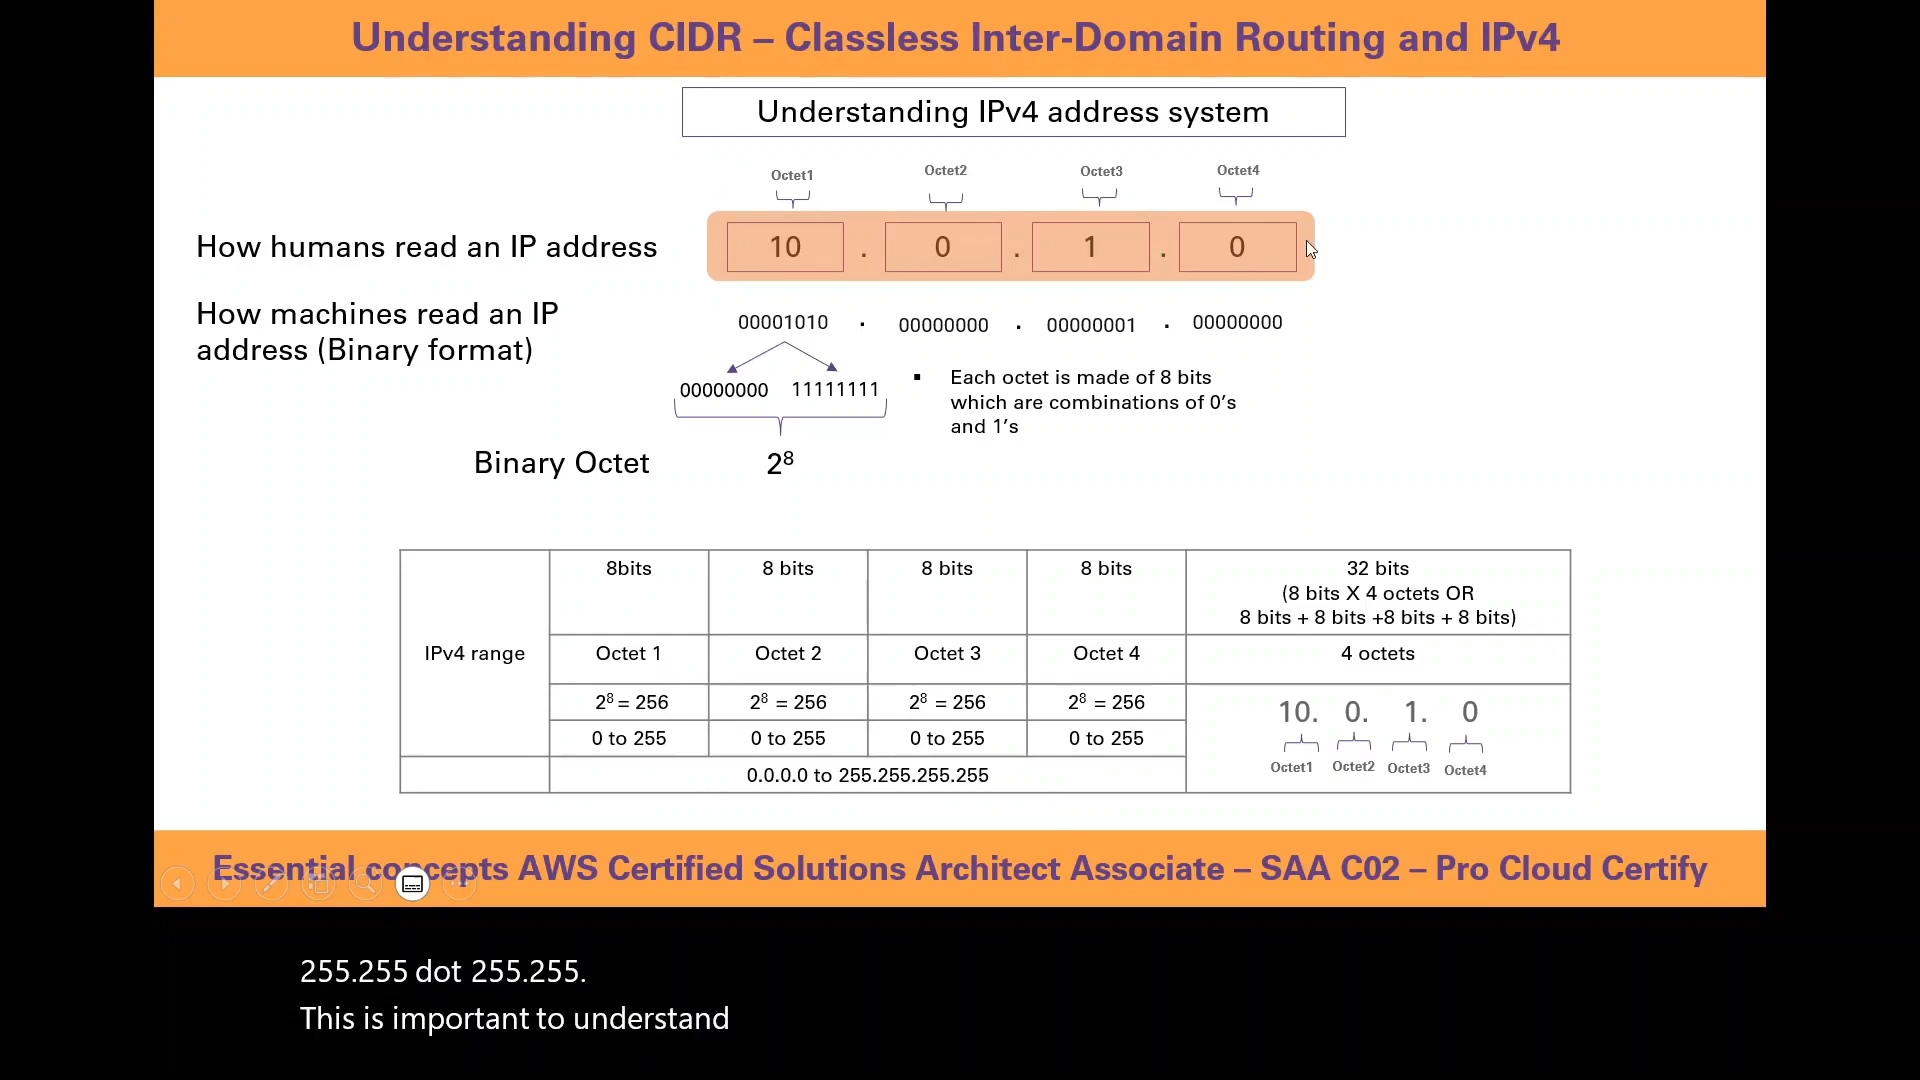 Understanding CIDR – Classless Inter-Domain Routing and IPv4
Understanding IPv4 address system
Octet1 Octet2 Octet3 Octet4
How humans read an IP address 10 . 0 . 1 . 0
How machines read an IP
address (Binary format)
00001010 . 00000000 . 00000001 . 00000000
00000000 11111111
▪ Each octet is made of 8 bits
which are combinations of 0’s
and 1’s
Binary Octet 2⁸
IPv4 range
8bits 8 bits 8 bits 8 bits 32 bits
(8 bits X 4 octets OR
8 bits + 8 bits +8 bits + 8 bits)
Octet 1 Octet 2 Octet 3 Octet 4 4 octets
2⁸ = 256 2⁸ = 256 2⁸ = 256 2⁸ = 256
0 to 255 0 to 255 0 to 255 0 to 255
0.0.0.0 to 255.255.255.255
10. 0. 1. 0
Octet1 Octet2 Octet3 Octet4
Essential concepts AWS Certified Solutions Architect Associate – SAA C02 – Pro Cloud Certify
255.255 dot 255.255.
This is important to understand